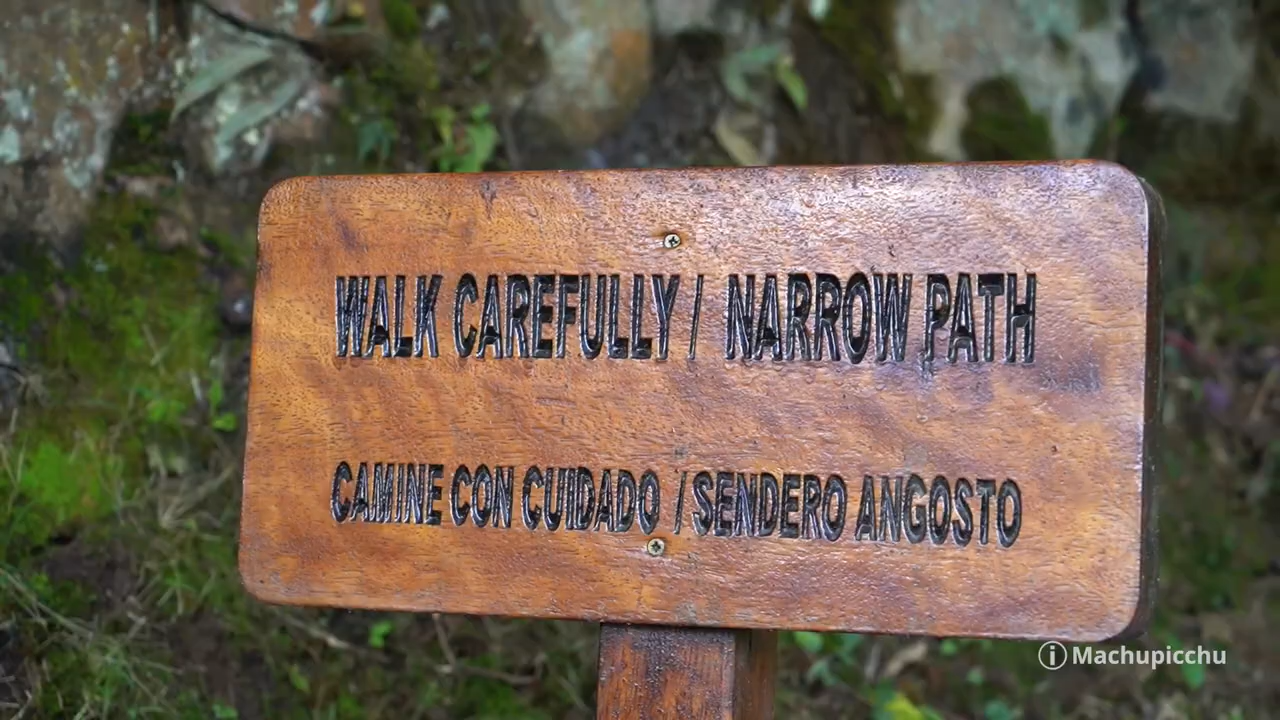 WALK CAREFULLY / NARROW PATH
CAMINE CON CUIDADO / SENDERO ANGOSTO
Machupicchu